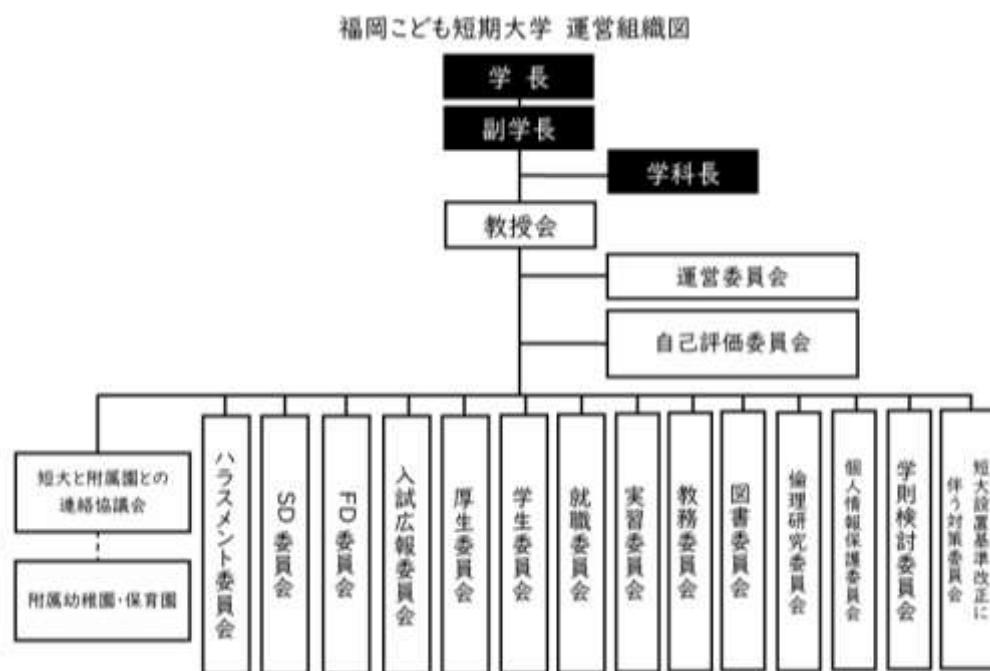 福岡こども短期大学 運営組織図
学 長
副学長
学科長
教授会
運営委員会
自己評価委員会
短大と附属園との
連絡協議会
附属幼稚園・保育園
ハラスメント委員会
SD委員会
FD委員会
入試広報委員会
厚生委員会
学生委員会
就職委員会
実習委員会
教務委員会
図書委員会
倫理研究委員会
個人情報保護委員会
学則検討委員会
短大設置基準改正に
伴う対策委員会